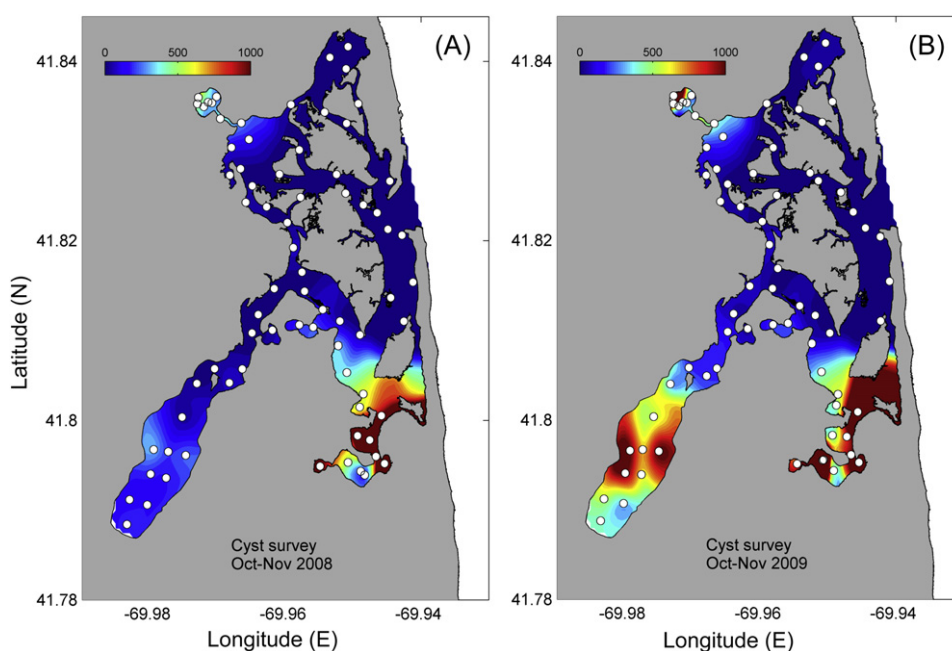 (A)
(B)
0 500 1000
0 500 1000
41.84
41.84
41.82
41.82
41.8
41.8
41.78
41.78
Latitude (N)
Cyst survey
Oct-Nov 2008
Cyst survey
Oct-Nov 2009
-69.98 -69.96 -69.94
-69.98 -69.96 -69.94
Longitude (E)
Longitude (E)